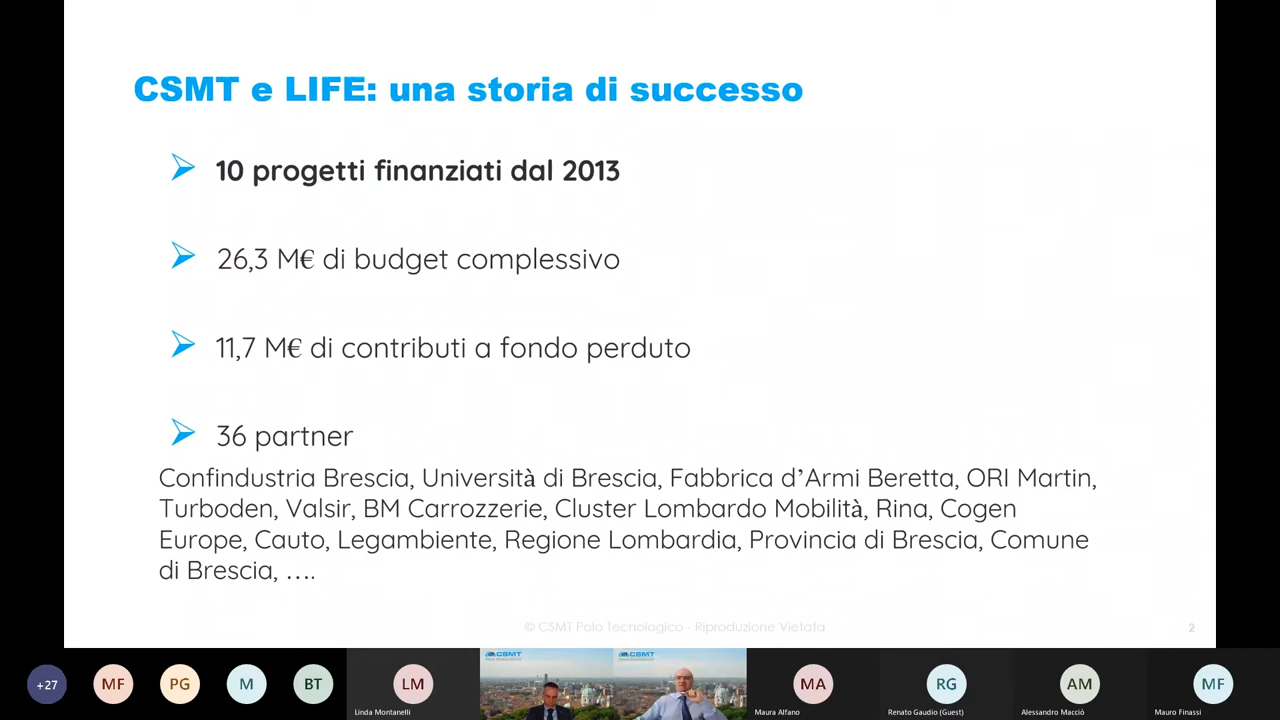 CSMT e LIFE: una storia di successo
10 progetti finanziati dal 2013
26,3 M€ di budget complessivo
11,7 M€ di contributi a fondo perduto
36 partner
Confindustria Brescia, Università di Brescia, Fabbrica d’Armi Beretta, ORI Martin,
Turboden, Valsir, BM Carrozzerie, Cluster Lombardo Mobilità, Rina, Cogen
Europe, Cauto, Legambiente, Regione Lombardia, Provincia di Brescia, Comune
di Brescia, ….
© CSMT Polo Tecnologico - Riproduzione Vietata
2
+27
MF
PG
M
BT
LM
Linda Montanelli
CSMT
CSMT
MA
Maura Alfano
RG
Renato Gaudio (Guest)
AM
Alessandro Macciò
MF
Mauro Finassi